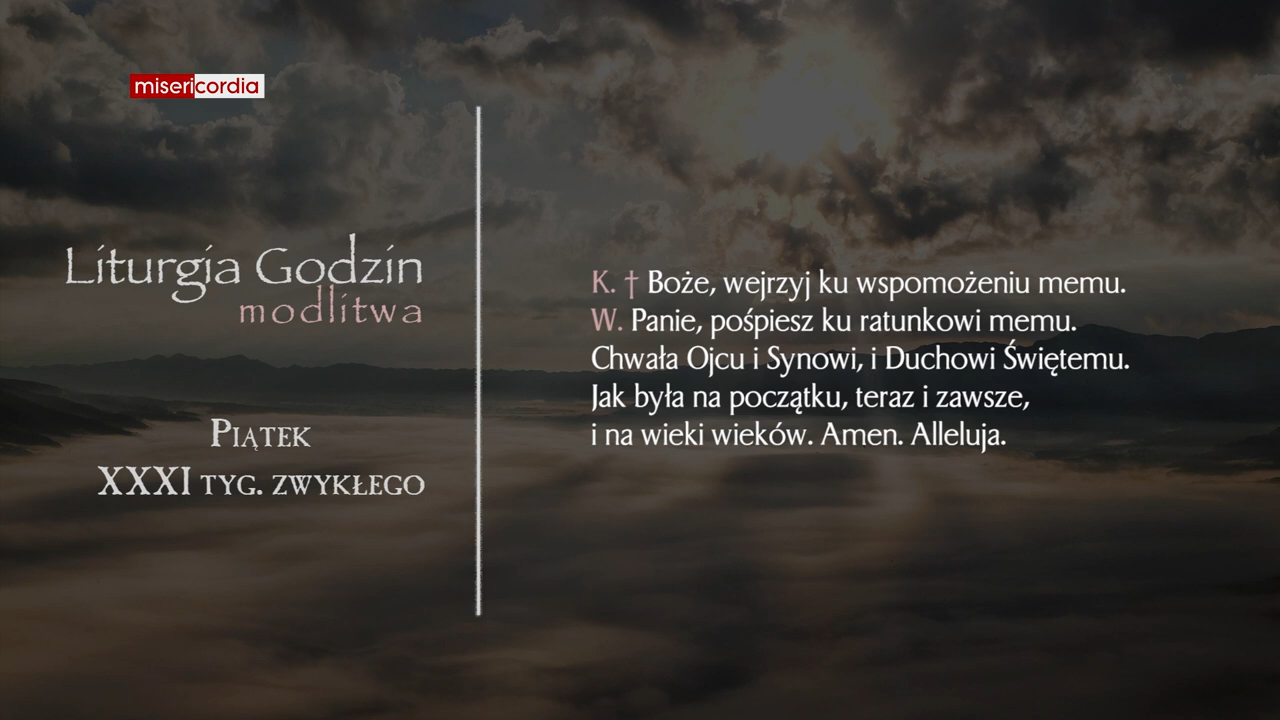 misericordia
Liturgia Godzin
modlitwa
Piątek
XXXI tyg. zwykłego
K. † Boże, wejrzyj ku wspomożeniu memu.
W. Panie, pośpiesz ku ratunkowi memu.
Chwała Ojcu i Synowi, i Duchowi Świętemu.
Jak była na początku, teraz i zawsze,
i na wieki wieków. Amen. Alleluja.